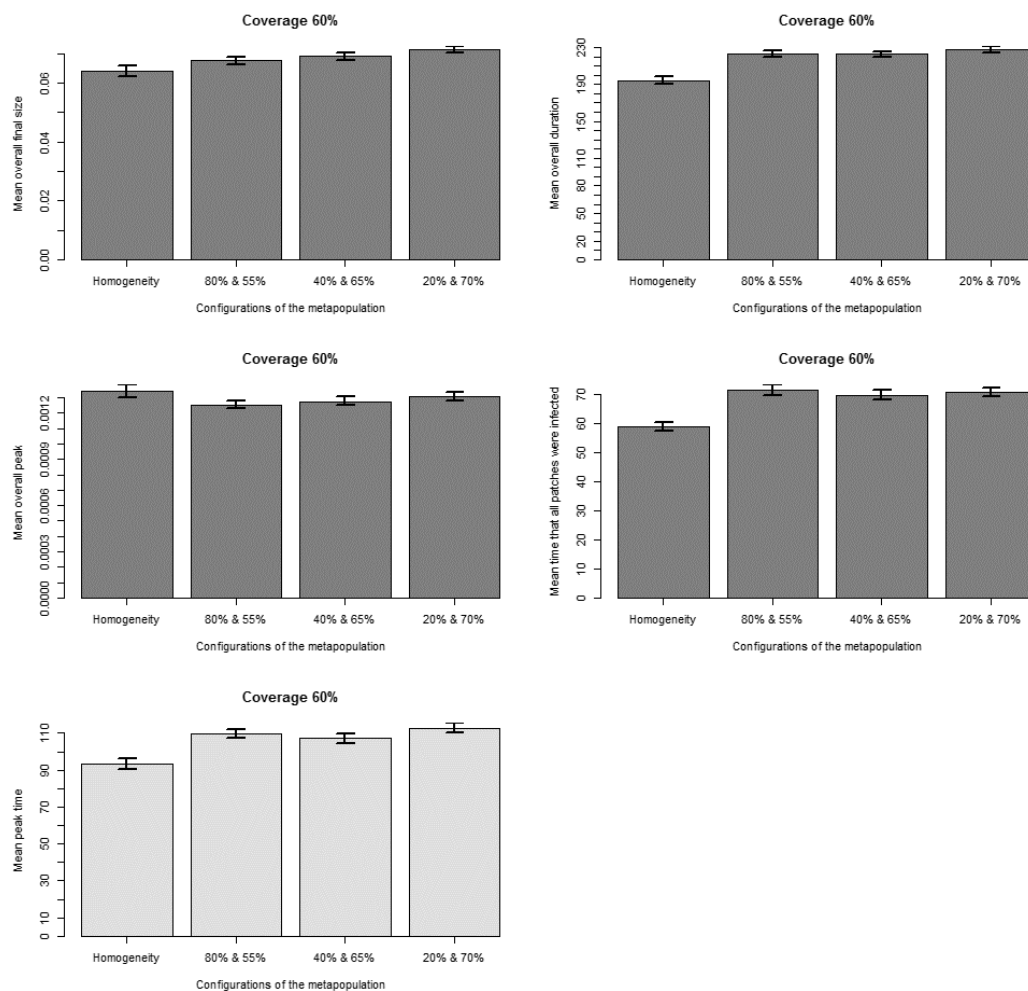 Coverage 60%
Mean overall final size
0.06
0.04
0.02
0.00
Homogeneity 80% & 55% 40% & 65% 20% & 70%
Configurations of the metapopulation
Coverage 60%
Mean overall duration
230
190
150
110
80
50
20
0
Homogeneity 80% & 55% 40% & 65% 20% & 70%
Configurations of the metapopulation
Coverage 60%
Mean overall peak
0.0012
0.0009
0.0006
0.0003
0.0000
Homogeneity 80% & 55% 40% & 65% 20% & 70%
Configurations of the metapopulation
Coverage 60%
Mean time that all patches were infected
70
60
50
40
30
20
10
0
Homogeneity 80% & 55% 40% & 65% 20% & 70%
Configurations of the metapopulation
Coverage 60%
Mean peak time
110
90
70
50
30
10
0
Homogeneity 80% & 55% 40% & 65% 20% & 70%
Configurations of the metapopulation